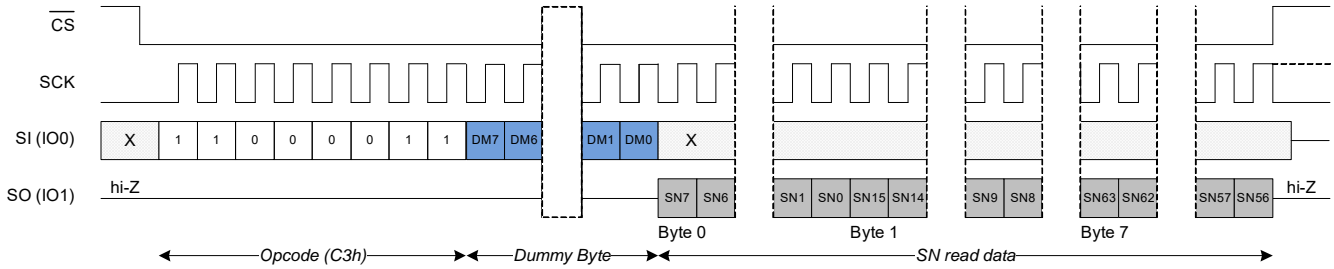 CS
SCK
SI (IO0) X 1 1 0 0 0 0 1 1 DM7 DM6 DM1 DM0 X
SO (IO1) hi-Z SN7 SN6 SN1 SN0 SN15 SN14 SN9 SN8 SN63 SN62 SN57 SN56 hi-Z
Byte 0 Byte 1 Byte 7
Opcode (C3h) Dummy Byte SN read data